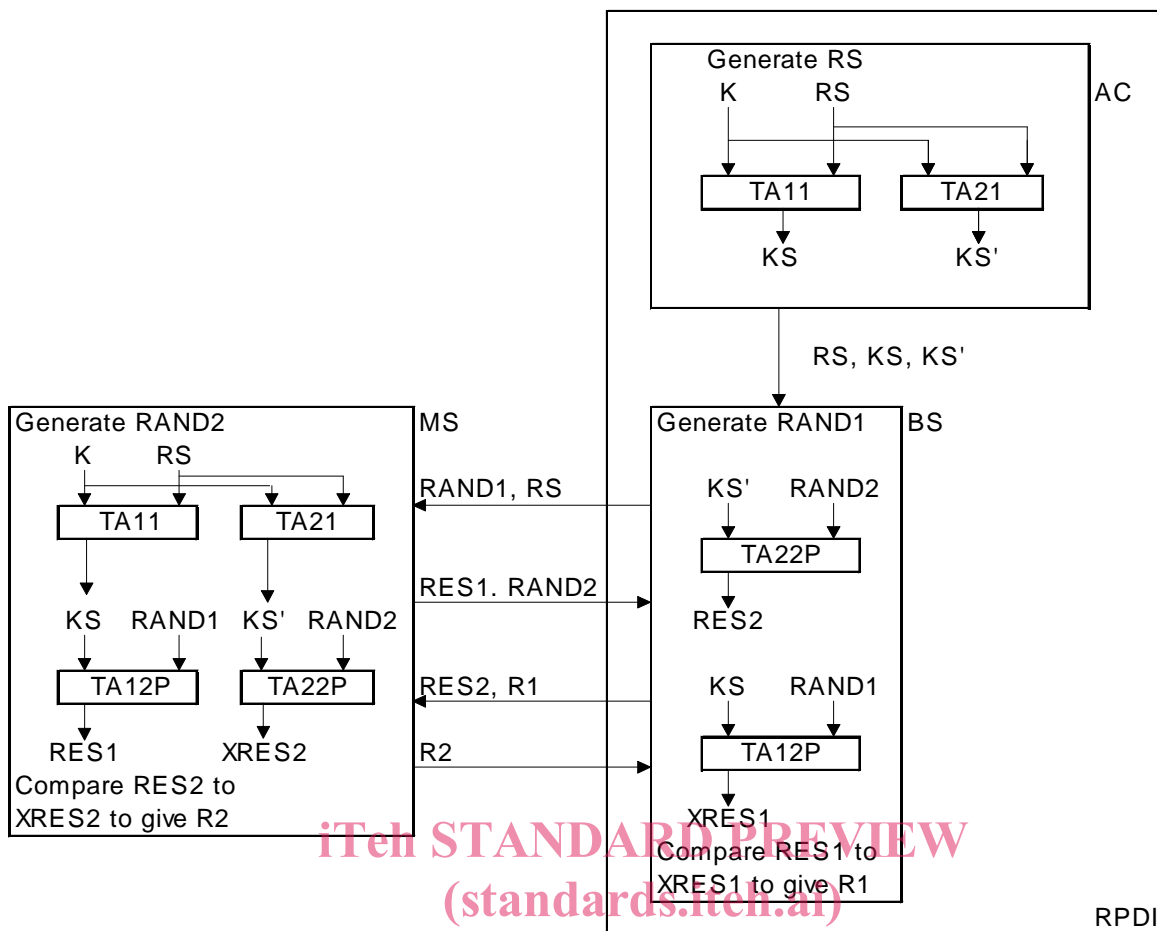 Generate RS
K RS
AC
TA11 TA21
KS KS'
RS, KS, KS'
Generate RAND2
MS
K RS
TA11 TA21
KS RAND1 KS' RAND2
TA12P TA22P
RES1 XRES2
Compare RES2 to
XRES2 to give R2
RAND1, RS
RES1. RAND2
RES2, R1
R2
Generate RAND1
BS
KS' RAND2
TA22P
RES2
KS RAND1
TA12P
XRES1
Compare RES1 to
XRES1 to give R1
iTeh STANDARD PREVIEW
(standards.iteh.ai)
RPDI